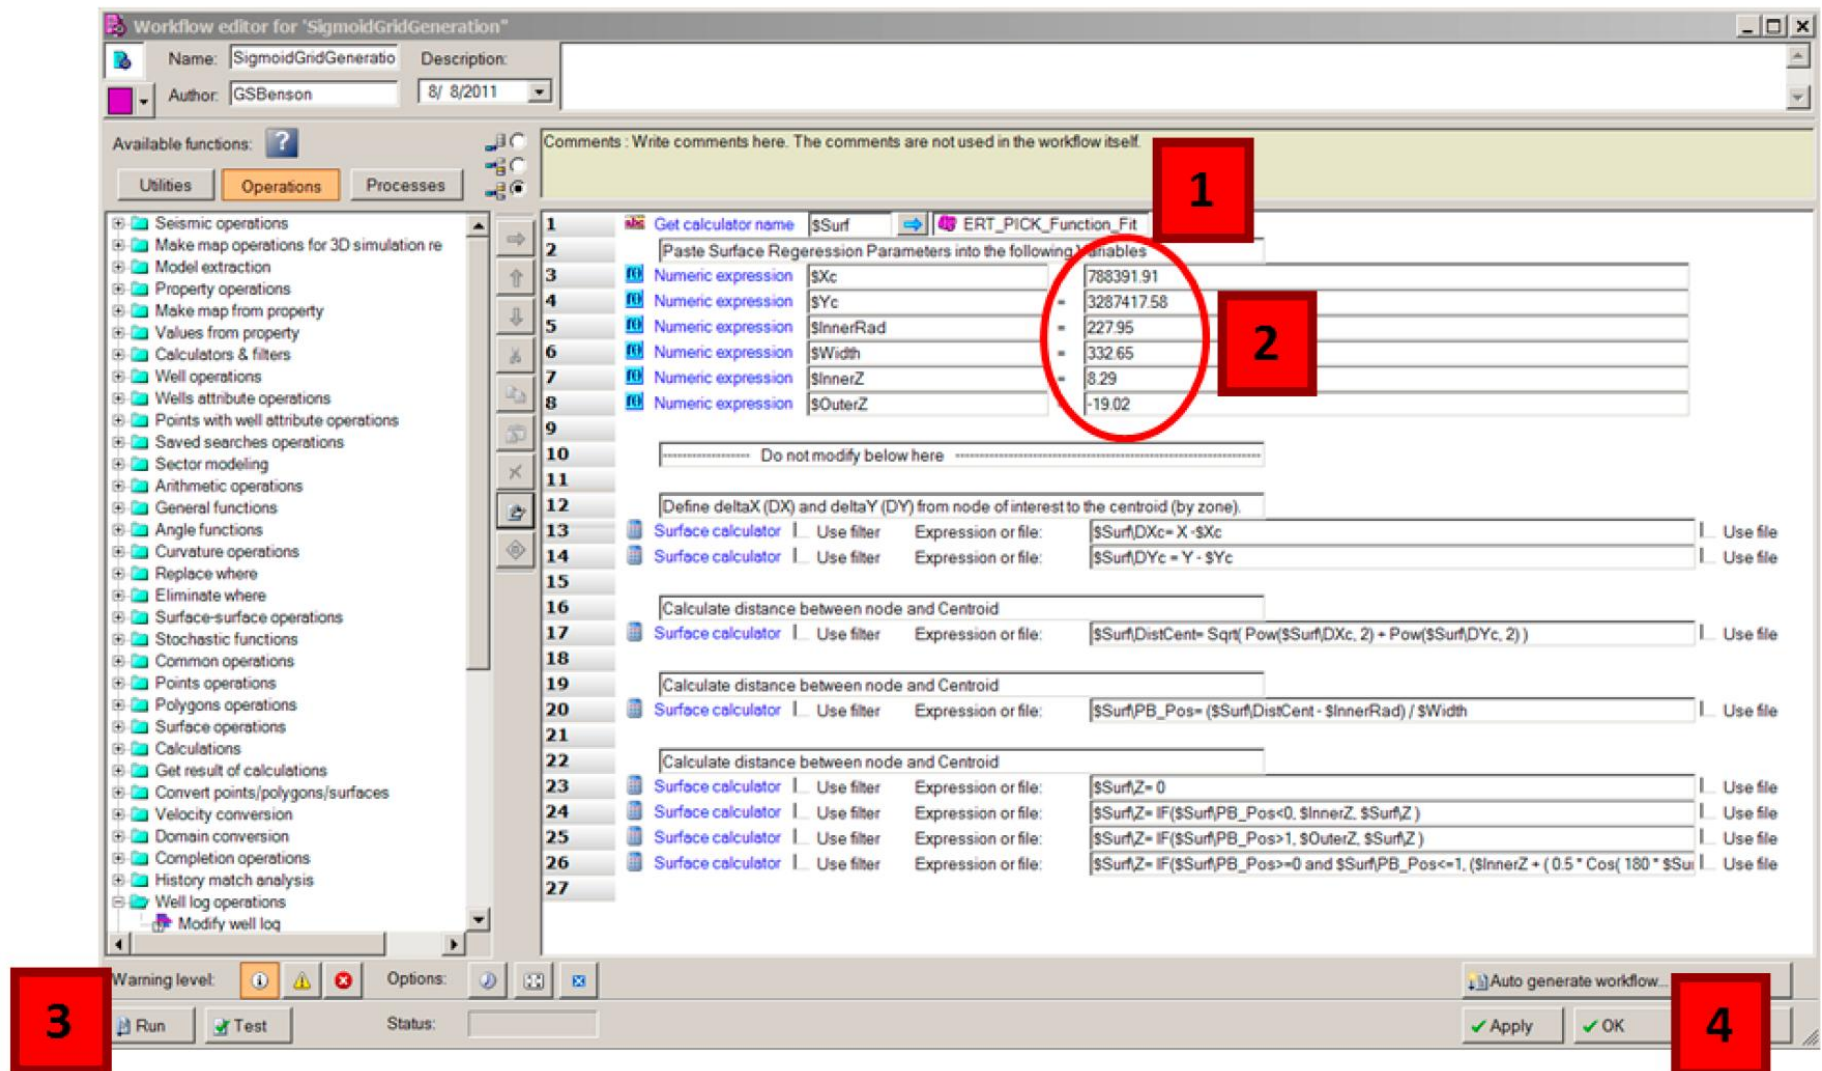 Workflow editor for 'SigmoidGridGeneration"
Name: SigmoidGridGeneratio Description:
Author: GSBenson 8/ 8/2011
Available functions: ?
Utilities Operations Processes
Comments : Write comments here. The comments are not used in the workflow itself.
1
Seismic operations
Make map operations for 3D simulation re
Model extraction
Property operations
Make map from property
Values from property
Calculators & filters
Well operations
Wells attribute operations
Points with well attribute operations
Saved searches operations
Sector modeling
Arithmetic operations
General functions
Angle functions
Curvature operations
Replace where
Eliminate where
Surface-surface operations
Stochastic functions
Common operations
Points operations
Polygons operations
Surface operations
Calculations
Get result of calculations
Convert points/polygons/surfaces
Velocity conversion
Domain conversion
Completion operations
History match analysis
Well log operations
Modify well log
1 abc Get calculator name $Surf ERT_PICK_Function_Fit
2 Paste Surface Regeression Parameters into the following Variables
3 f() Numeric expression $Xc 788391.91
4 f() Numeric expression $Yc = 3287417.58
5 f() Numeric expression $InnerRad = 227.95
6 f() Numeric expression $Width = 332.65
7 f() Numeric expression $InnerZ = 8.29
8 f() Numeric expression $OuterZ -19.02
2
9
10 ------------------- Do not modify below here -------------------
11
12 Define deltaX (DX) and deltaY (DY) from node of interest to the centroid (by zone).
13 Surface calculator Use filter Expression or file: $Surf\DXc= X -$Xc Use file
14 Surface calculator Use filter Expression or file: $Surf\DYc = Y - $Yc Use file
15
16 Calculate distance between node and Centroid
17 Surface calculator Use filter Expression or file: $Surf\DistCent= Sqrt( Pow($Surf\DXc, 2) + Pow($Surf\DYc, 2) ) Use file
18
19 Calculate distance between node and Centroid
20 Surface calculator Use filter Expression or file: $Surf\PB_Pos= ($Surf\DistCent - $InnerRad) / $Width Use file
21
22 Calculate distance between node and Centroid
23 Surface calculator Use filter Expression or file: $Surf\Z= 0 Use file
24 Surface calculator Use filter Expression or file: $Surf\Z= IF($Surf\PB_Pos<0, $InnerZ, $Surf\Z ) Use file
25 Surface calculator Use filter Expression or file: $Surf\Z= IF($Surf\PB_Pos>1, $OuterZ, $Surf\Z ) Use file
26 Surface calculator Use filter Expression or file: $Surf\Z= IF($Surf\PB_Pos>=0 and $Surf\PB_Pos<=1, ($InnerZ + ( 0.5 * Cos( 180 * $Sur Use file
27
Warning level: Options: Auto generate workflow...
3
Run Test Status: Apply OK
4